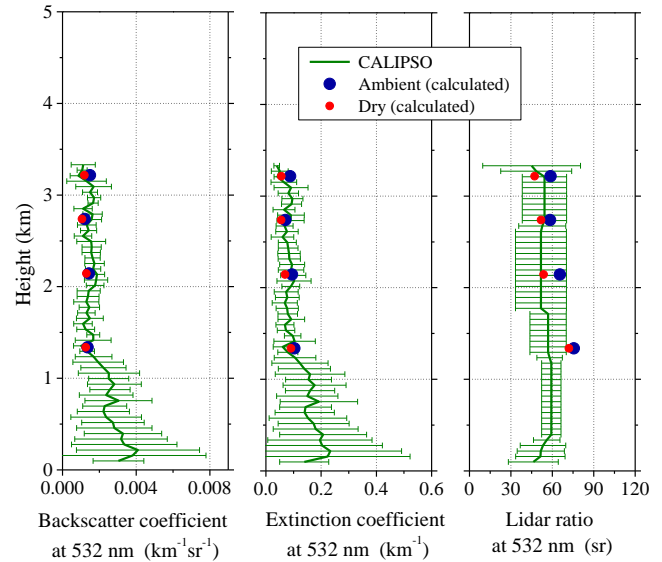 5
4
3
2
1
0
Height (km)
CALIPSO
Ambient (calculated)
Dry (calculated)
0.000 0.004 0.008
0.0 0.2 0.4 0.6
30 60 90 120
Backscatter coefficient
at 532 nm (km⁻¹sr⁻¹)
Extinction coefficient
at 532 nm (km⁻¹)
Lidar ratio
at 532 nm (sr)